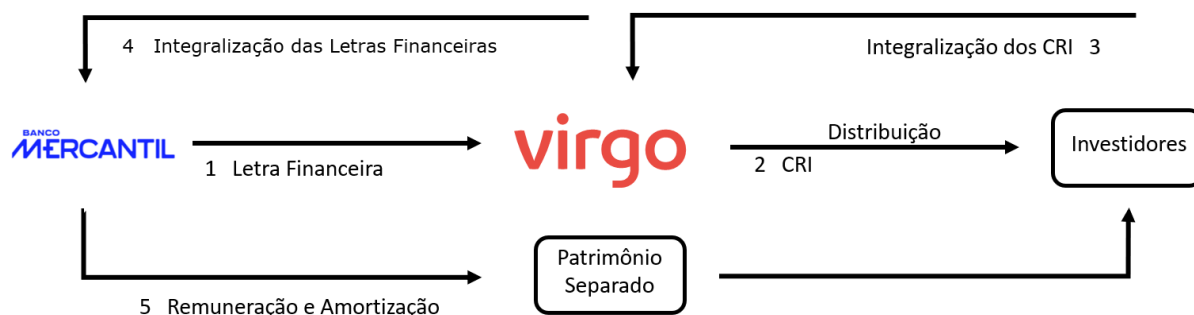 4 Integralização das Letras Financeiras
Integralização dos CRI 3
BANCO
MERCANTIL
virgo
Distribuição
Investidores
1 Letra Financeira
2 CRI
Patrimônio
Separado
5 Remuneração e Amortização